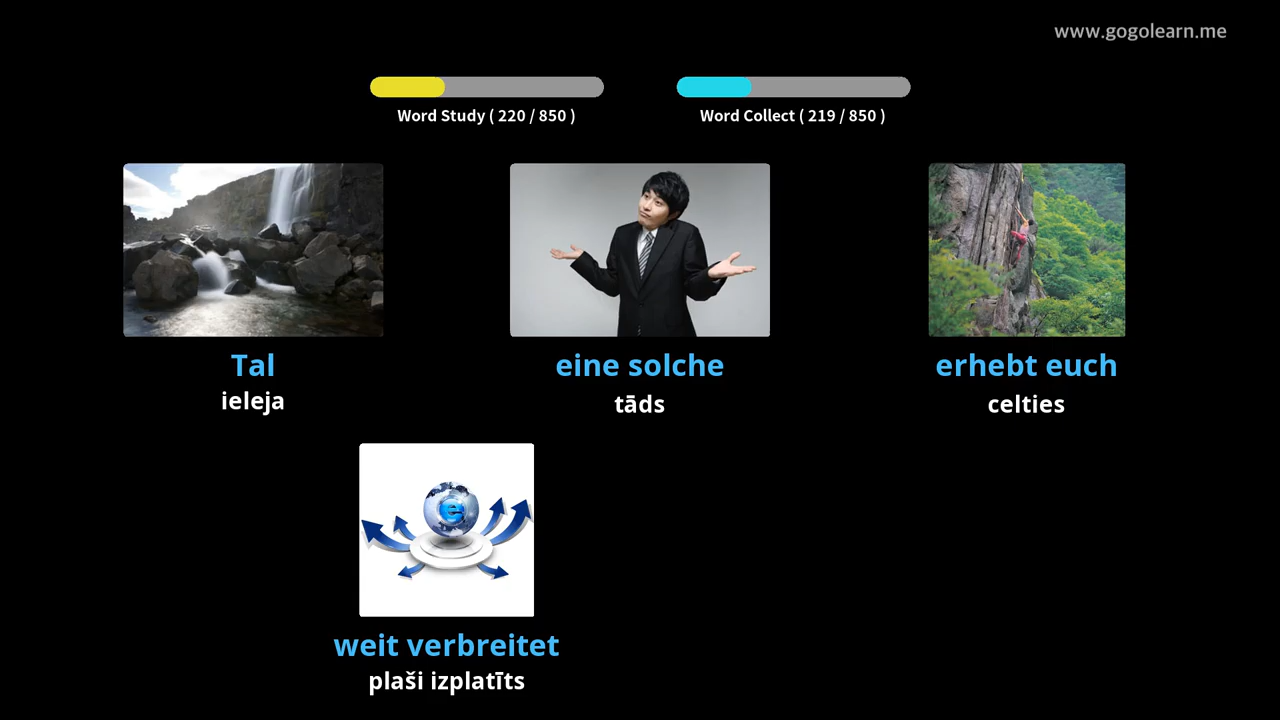 www.gogolearn.me
Word Study ( 220 / 850 )
Word Collect ( 219 / 850 )
Tal
ieleja
eine solche
tāds
erhebt euch
celties
e
weit verbreitet
plaši izplatīts